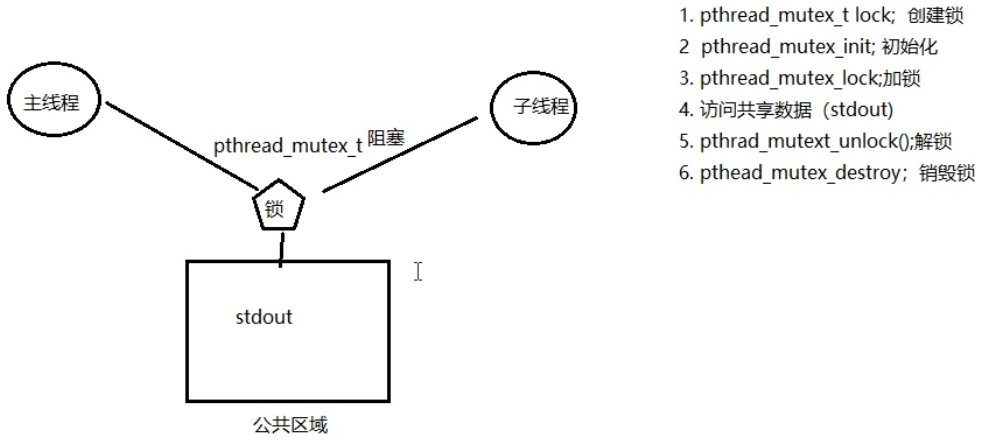 主线程
子线程
pthread_mutex_t 阻塞
锁
stdout
公共区域
1. pthread_mutex_t lock; 创建锁
2 pthread_mutex_init; 初始化
3. pthread_mutex_lock;加锁
4. 访问共享数据（stdout)
5. pthrad_mutext_unlock();解锁
6. pthead_mutex_destroy；销毁锁